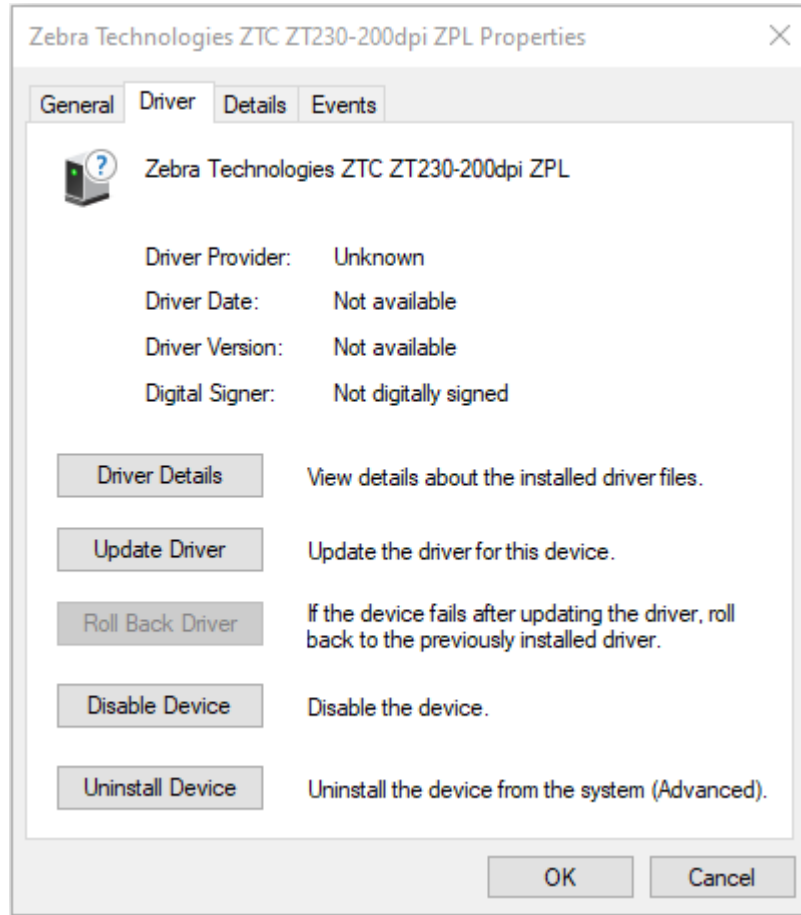 Zebra Technologies ZTC ZT230-200dpi ZPL Properties
General Driver Details Events
?
Zebra Technologies ZTC ZT230-200dpi ZPL
Driver Provider: Unknown
Driver Date: Not available
Driver Version: Not available
Digital Signer: Not digitally signed
Driver Details View details about the installed driver files.
Update Driver Update the driver for this device.
Roll Back Driver If the device fails after updating the driver, roll
back to the previously installed driver.
Disable Device Disable the device.
Uninstall Device Uninstall the device from the system (Advanced).
OK Cancel